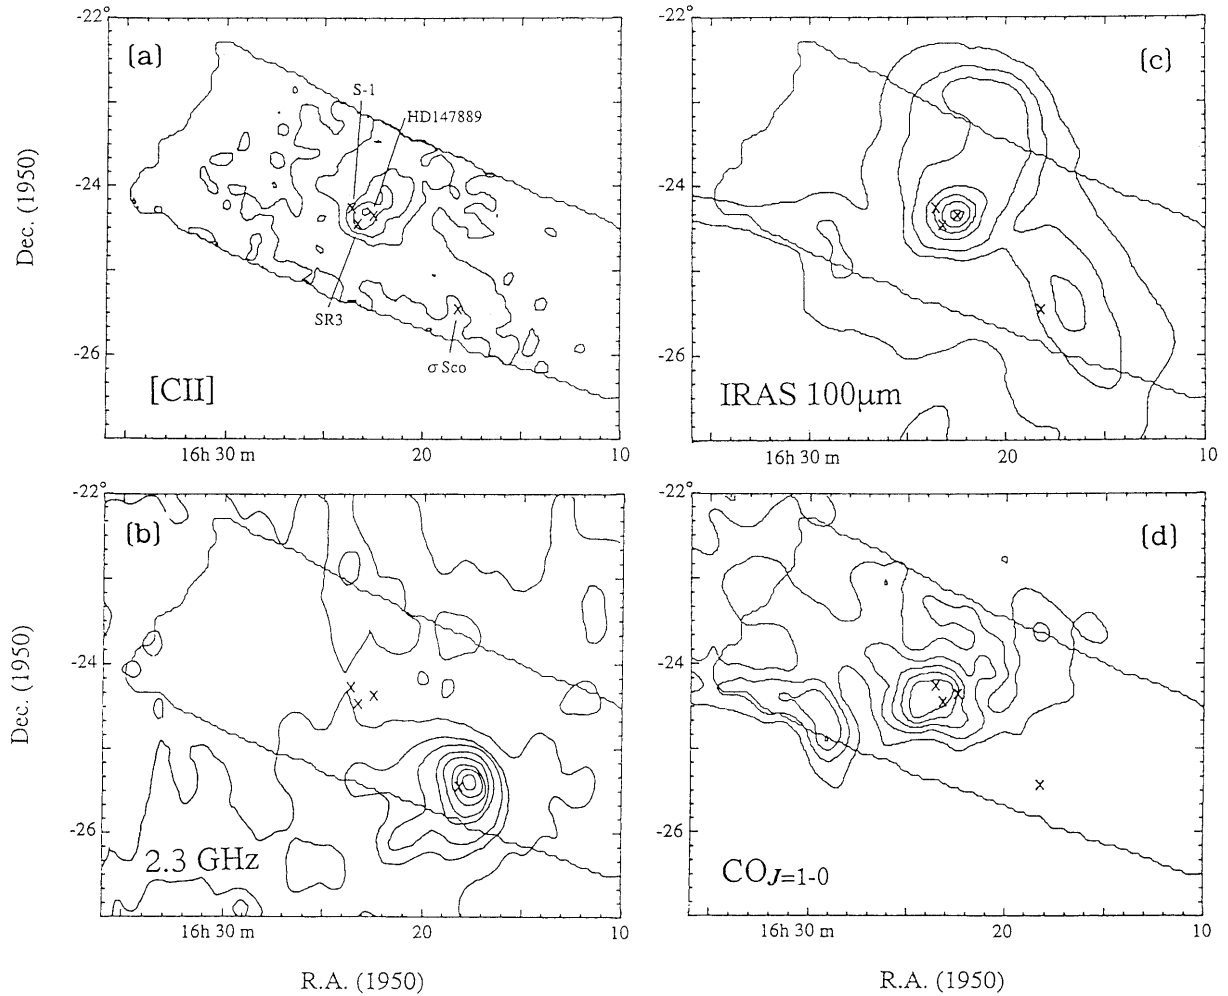 -22°
(a)
S-1
HD147889
-24
Dec. (1950)
SR3
σ Sco
-26
[CII]
16h 30 m
20
10
(c)
-22°
-24
-26
IRAS 100μm
16h 30 m
20
10
-22°
(b)
-24
Dec. (1950)
-26
2.3 GHz
16h 30 m
20
10
R.A. (1950)
-22°
(d)
-24
-26
COJ=1-0
16h 30 m
20
10
R.A. (1950)